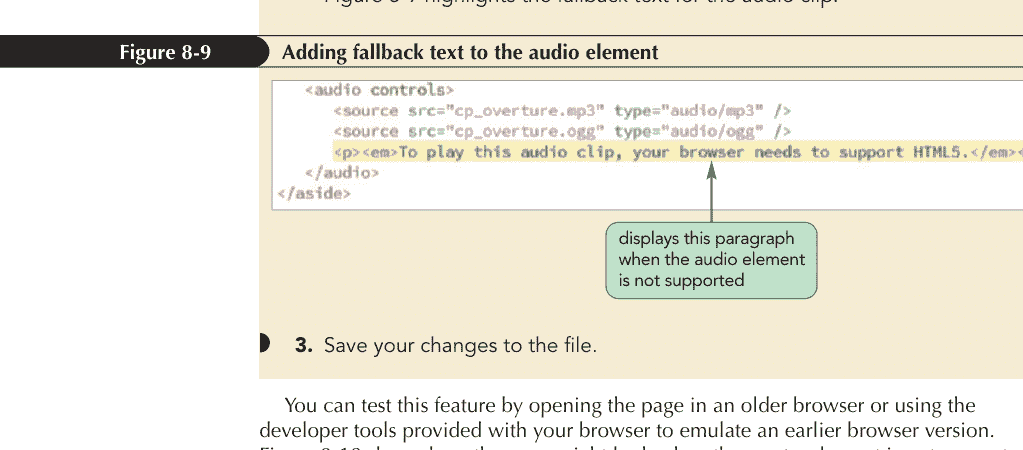 Figure 8-9 highlights the fallback text for the audio clip.
Figure 8-9 Adding fallback text to the audio element
<audio controls>
<source src="cp_overture.mp3" type="audio/mp3" />
<source src="cp_overture.ogg" type="audio/ogg" />
<p><em>To play this audio clip, your browser needs to support HTML5.</em><
</audio>
</aside>
displays this paragraph
when the audio element
is not supported
3. Save your changes to the file.
You can test this feature by opening the page in an older browser or using the
developer tools provided with your browser to emulate an earlier browser version.